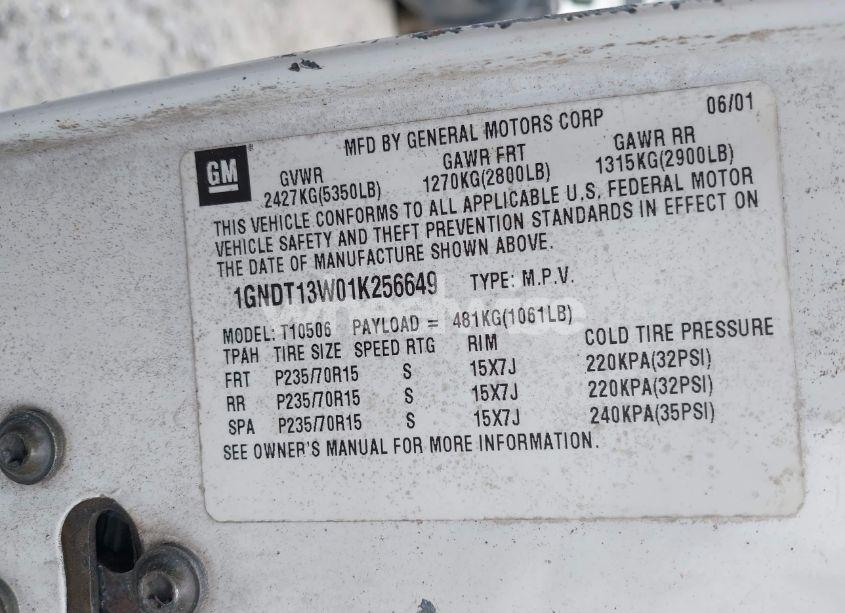 06/01
MFD BY GENERAL MOTORS CORP
GM
GVWR GAWR FRT GAWR RR
2427KG(5350LB) 1270KG(2800LB) 1315KG(2900LB)
THIS VEHICLE CONFORMS TO ALL APPLICABLE U.S. FEDERAL MOTOR
VEHICLE SAFETY AND THEFT PREVENTION STANDARDS IN EFFECT ON
THE DATE OF MANUFACTURE SHOWN ABOVE.
1GNDT13W01K256649 TYPE: M.P.V.
MODEL: T10506 PAYLOAD = 481KG(1061LB)
TPAH TIRE SIZE SPEED RTG RIM COLD TIRE PRESSURE
FRT P235/70R15 S 15X7J 220KPA(32PSI)
RR P235/70R15 S 15X7J 220KPA(32PSI)
SPA P235/70R15 S 15X7J 240KPA(35PSI)
SEE OWNER'S MANUAL FOR MORE INFORMATION.